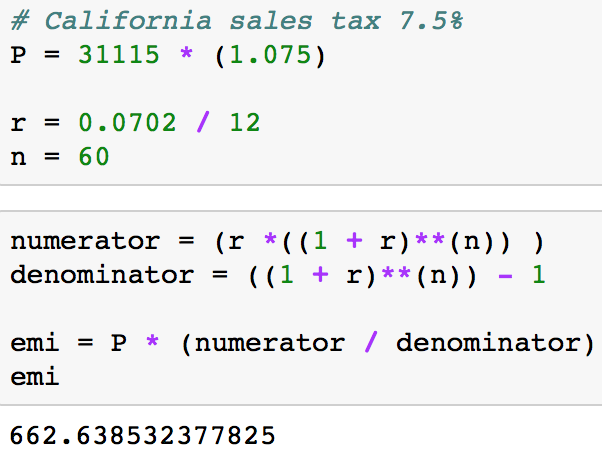 # California sales tax 7.5%
P = 31115 * (1.075)
r = 0.0702 / 12
n = 60
numerator = (r *((1 + r)**(n)) )
denominator = ((1 + r)**(n)) - 1
emi = P * (numerator / denominator)
emi
662.638532377825